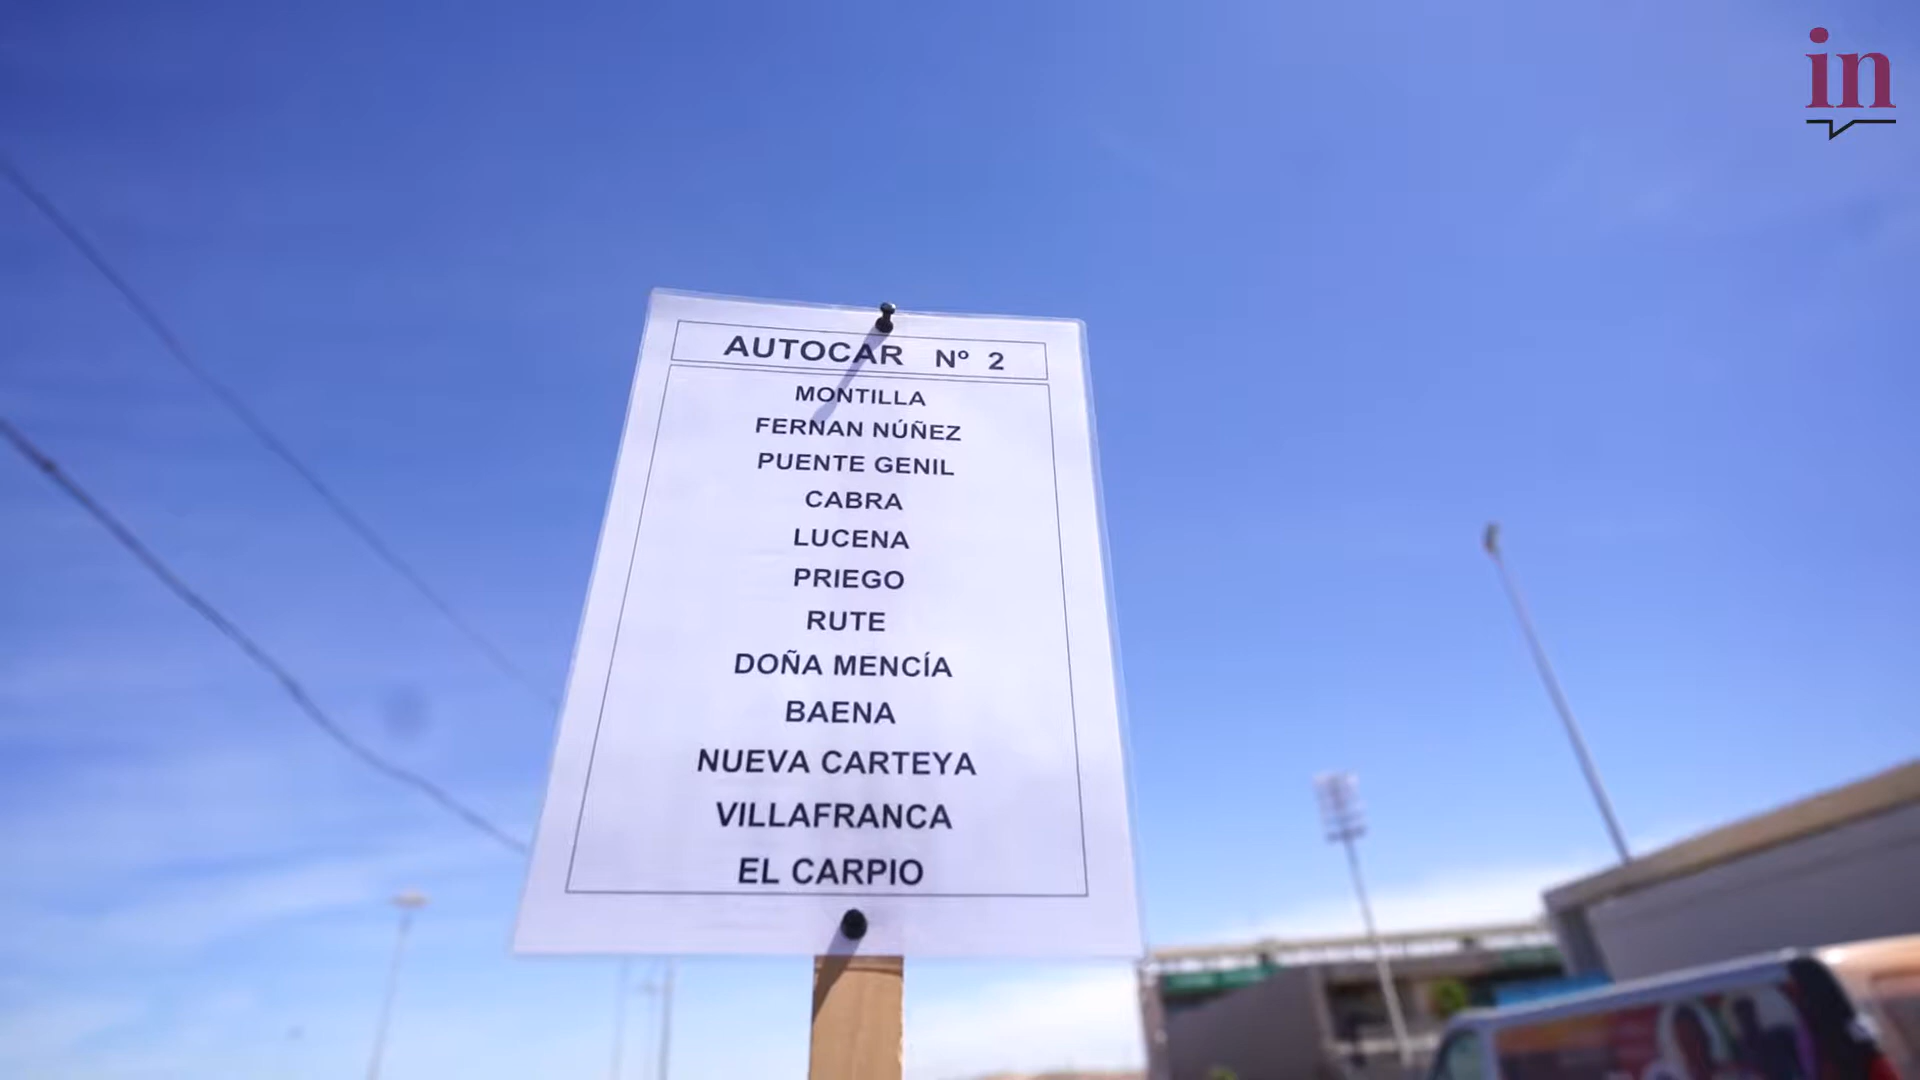 in
AUTOCAR Nº 2
MONTILLA
FERNAN NÚÑEZ
PUENTE GENIL
CABRA
LUCENA
PRIEGO
RUTE
DOÑA MENCÍA
BAENA
NUEVA CARTEYA
VILLAFRANCA
EL CARPIO